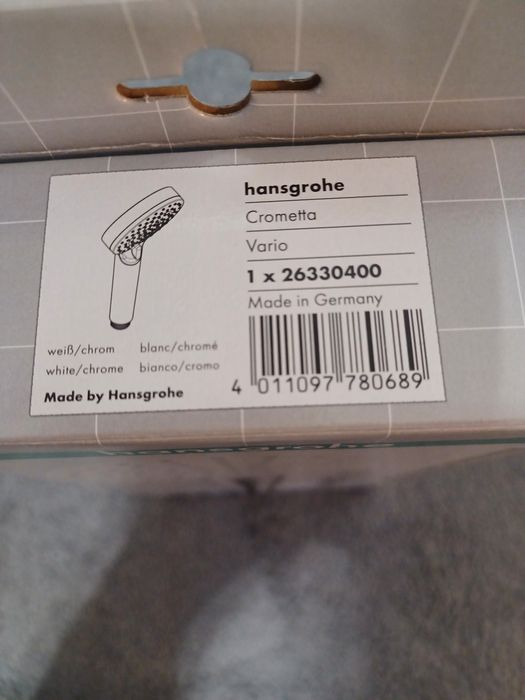 hansgrohe
Crometta
Vario
1 x 26330400
Made in Germany
weiß/chrom blanc/chromé
white/chrome bianco/cromo
Made by Hansgrohe
4 011097 780689